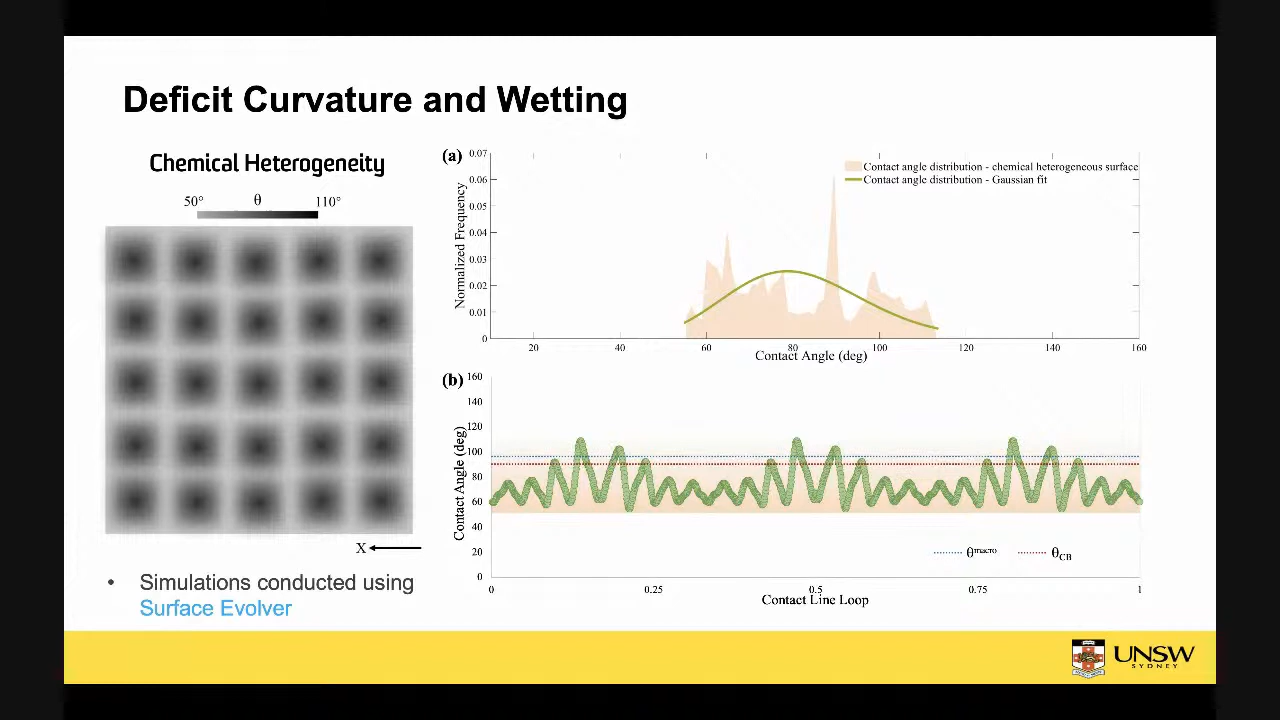 Deficit Curvature and Wetting
Chemical Heterogeneity
50° θ 110°
X
• Simulations conducted using
Surface Evolver
(a)
Normalized Frequency
0.07
0.06
0.05
0.04
0.03
0.02
0.01
0
20 40 60 80 100 120 140 160
Contact Angle (deg)
Contact angle distribution - chemical heterogeneous surface
Contact angle distribution - Gaussian fit
(b)
Contact Angle (deg)
160
140
120
100
80
60
40
20
0
θmacro θCB
0 0.25 0.5 0.75 1
Contact Line Loop
UNSW
SYDNEY